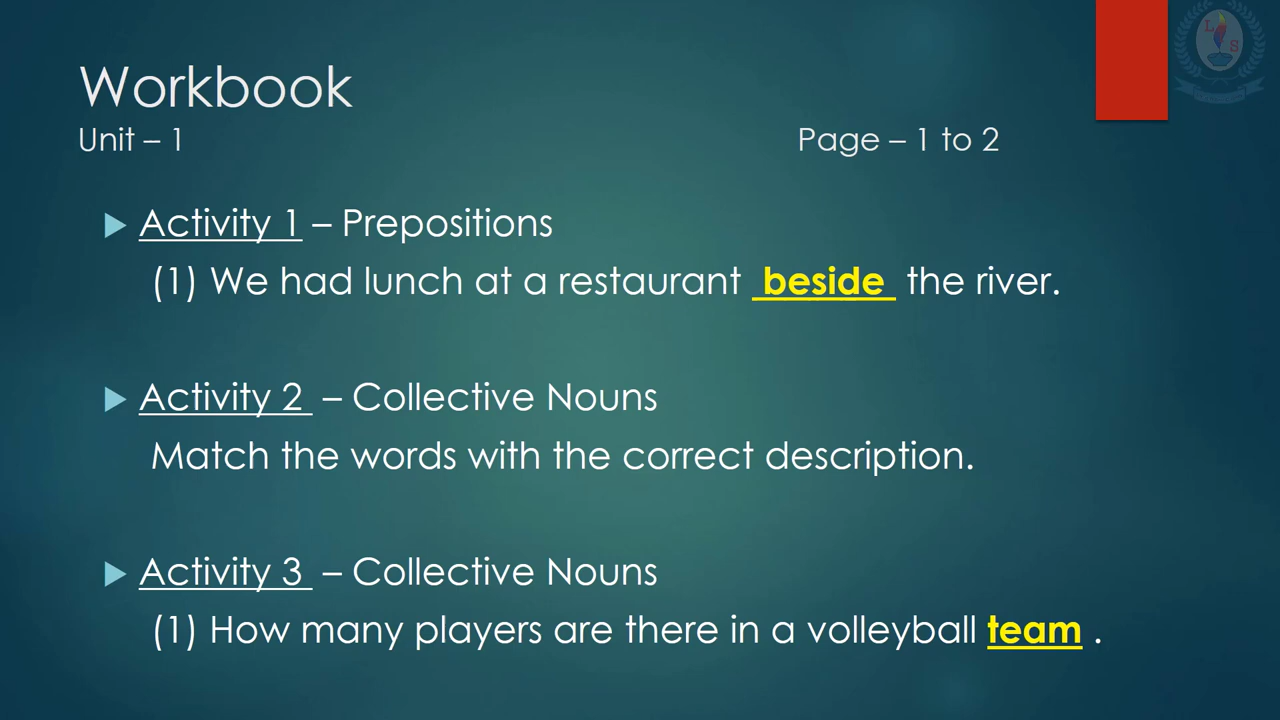 L
S
Workbook
Unit – 1 Page – 1 to 2
Activity 1 – Prepositions
(1) We had lunch at a restaurant beside the river.
Activity 2 – Collective Nouns
Match the words with the correct description.
Activity 3 – Collective Nouns
(1) How many players are there in a volleyball team .